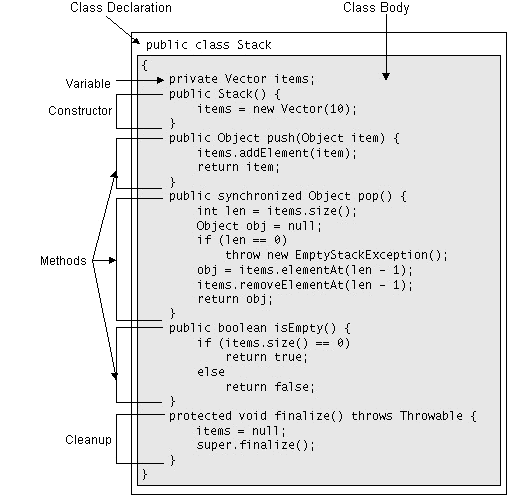 Class Declaration
Class Body
public class Stack
{
Variable
private Vector items;
Constructor
public Stack() {
items = new Vector(10);
}
Methods
public Object push(Object item) {
items.addElement(item);
return item;
}
public synchronized Object pop() {
int len = items.size();
Object obj = null;
if (len == 0)
throw new EmptyStackException();
obj = items.elementAt(len - 1);
items.removeElementAt(len - 1);
return obj;
}
public boolean isEmpty() {
if (items.size() == 0)
return true;
else
return false;
}
Cleanup
protected void finalize() throws Throwable {
items = null;
super.finalize();
}
}